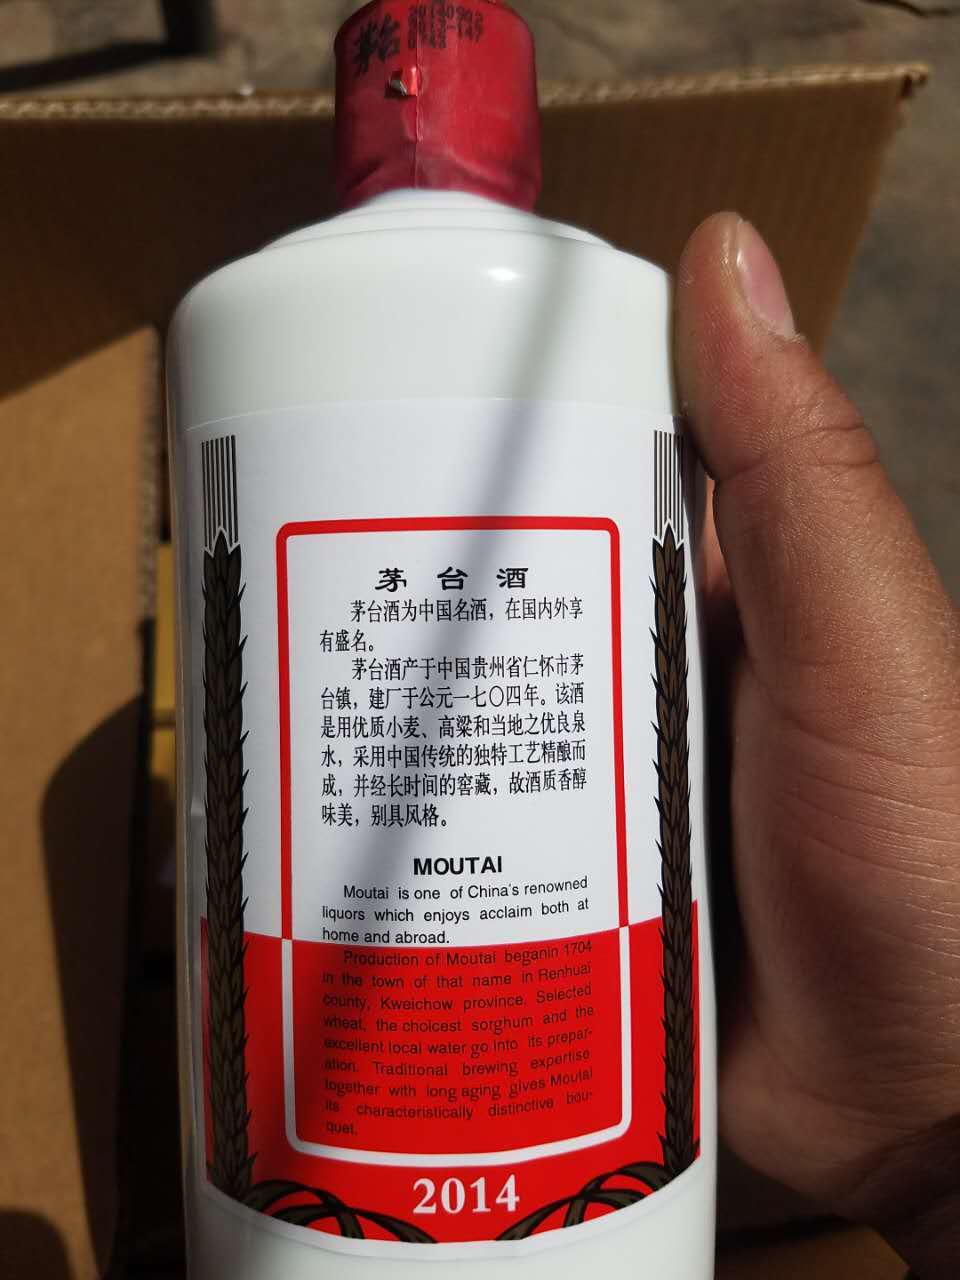 茅台
20140912
茅台酒
茅台酒为中国名酒，在国内外享
有盛名。
茅台酒产于中国贵州省仁怀市茅
台镇，建厂于公元一七〇四年。该酒
是用优质小麦、高粱和当地之优良泉
水，采用中国传统的独特工艺精酿而
成，并经长时间的窖藏，故酒质香醇
味美，别具风格。
MOUTAI
Moutai is one of China's renowned
liquors which enjoys acclaim both at
home and abroad.
Production of Moutai beganin 1704
in the town of that name in Renhuai
county, Kweichow province. Selected
wheat, the choicest sorghum and the
excellent local water go into its prepar-
ation. Traditional brewing expertise
together with long aging gives Moutai
its characteristically distinctive bou-
quet.
2014